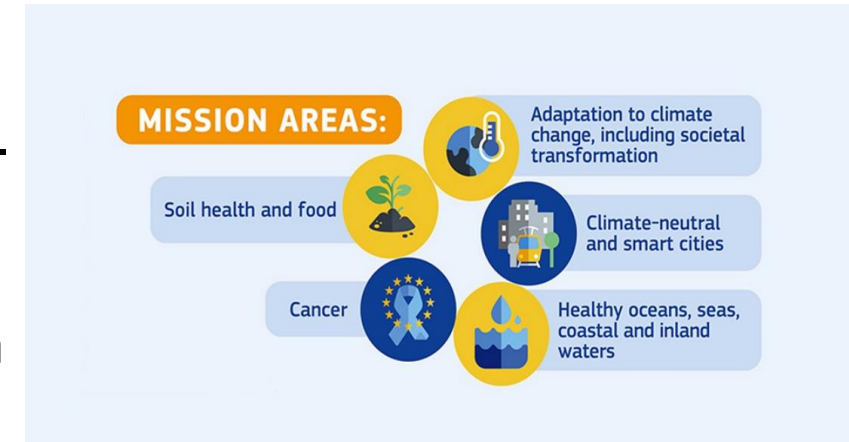 MISSION AREAS:
Adaptation to climate
change, including societal
transformation
Soil health and food
Climate-neutral
and smart cities
Cancer
Healthy oceans, seas,
coastal and inland
waters